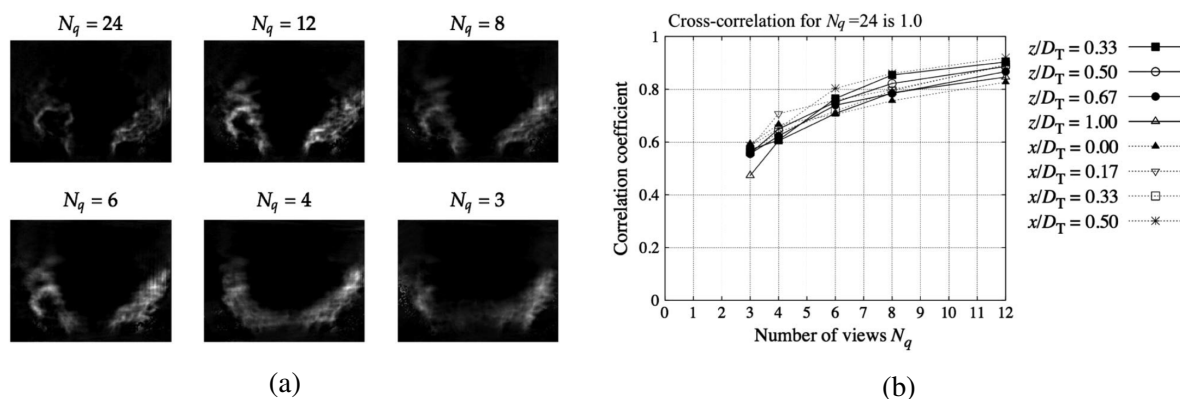 N_q = 24
N_q = 12
N_q = 8
N_q = 6
N_q = 4
N_q = 3
(a)
Cross-correlation for N_q =24 is 1.0
Correlation coefficient
1
0.8
0.6
0.4
0.2
0
0 1 2 3 4 5 6 7 8 9 10 11 12
Number of views N_q
z/D_T = 0.33
z/D_T = 0.50
z/D_T = 0.67
z/D_T = 1.00
x/D_T = 0.00
x/D_T = 0.17
x/D_T = 0.33
x/D_T = 0.50
(b)